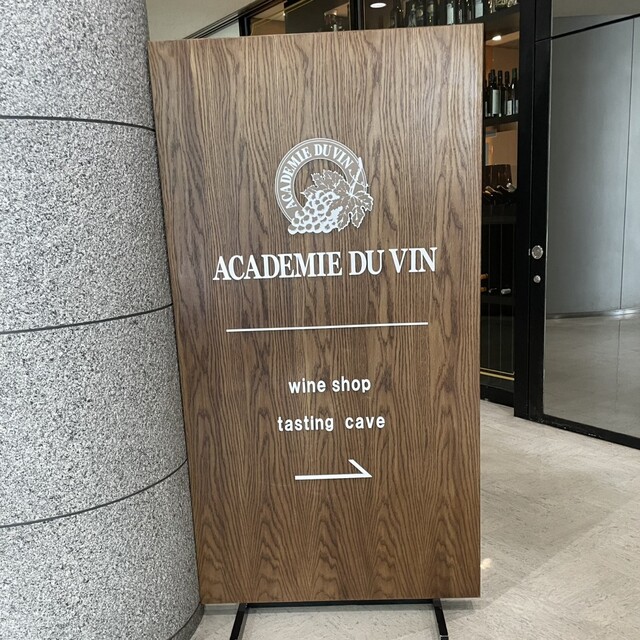 ACADEMIE DU VIN
ACADEMIE DU VIN
wine shop
tasting cave